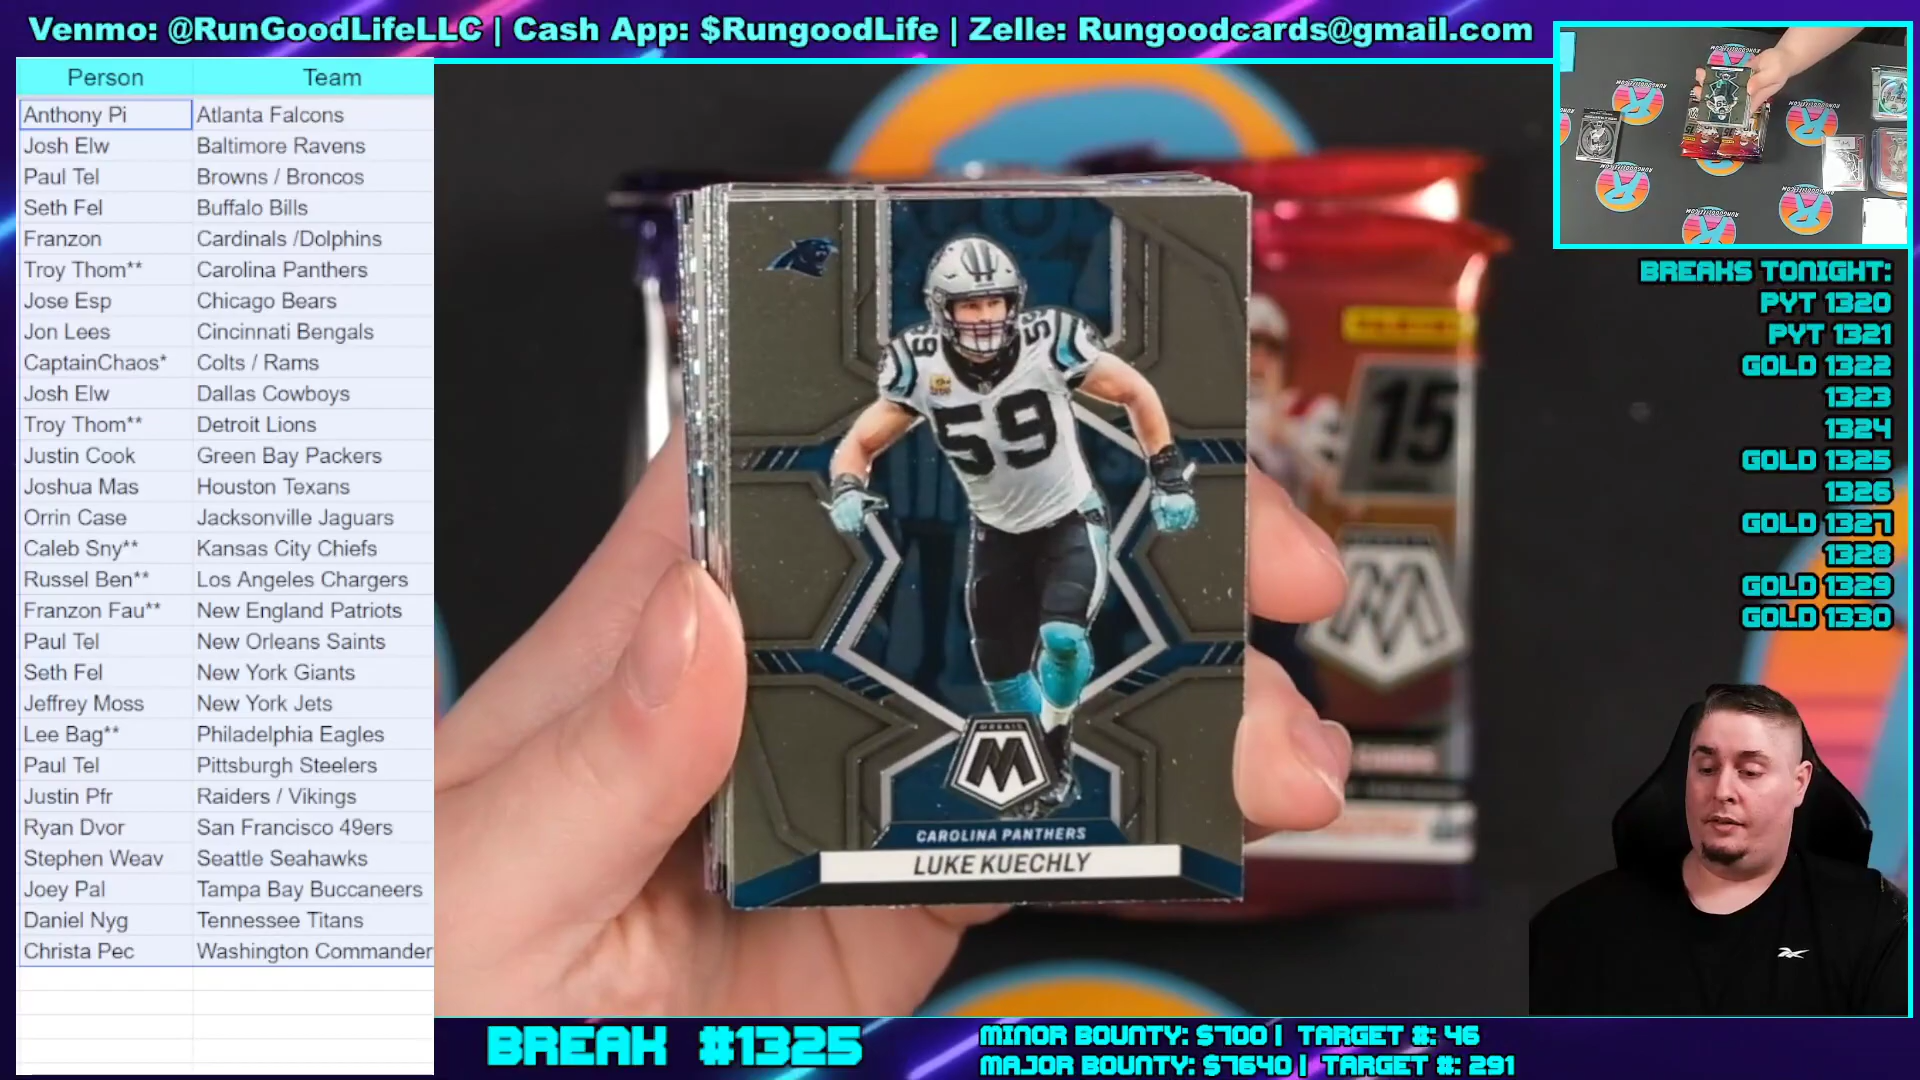 Venmo: @RunGoodLifeLLC | Cash App: $RungoodLife | Zelle: Rungoodcards@gmail.com
Person Team
Anthony Pi Atlanta Falcons
Josh Elw Baltimore Ravens
Paul Tel Browns / Broncos
Seth Fel Buffalo Bills
Franzon Cardinals /Dolphins
Troy Thom** Carolina Panthers
Jose Esp Chicago Bears
Jon Lees Cincinnati Bengals
CaptainChaos* Colts / Rams
Josh Elw Dallas Cowboys
Troy Thom** Detroit Lions
Justin Cook Green Bay Packers
Joshua Mas Houston Texans
Orrin Case Jacksonville Jaguars
Caleb Sny** Kansas City Chiefs
Russel Ben** Los Angeles Chargers
Franzon Fau** New England Patriots
Paul Tel New Orleans Saints
Seth Fel New York Giants
Jeffrey Moss New York Jets
Lee Bag** Philadelphia Eagles
Paul Tel Pittsburgh Steelers
Justin Pfr Raiders / Vikings
Ryan Dvor San Francisco 49ers
Stephen Weav Seattle Seahawks
Joey Pal Tampa Bay Buccaneers
Daniel Nyg Tennessee Titans
Christa Pec Washington Commander
59
59
59
15
MOSAIC
M
CAROLINA PANTHERS
LUKE KUECHLY
BREAKS TONIGHT:
PYT 1320
PYT 1321
GOLD 1322
1323
1324
GOLD 1325
1326
GOLD 1327
1328
GOLD 1329
GOLD 1330
BREAK #1325
MINOR BOUNTY: $700 | TARGET #: 46
MAJOR BOUNTY: $7640 | TARGET #: 291